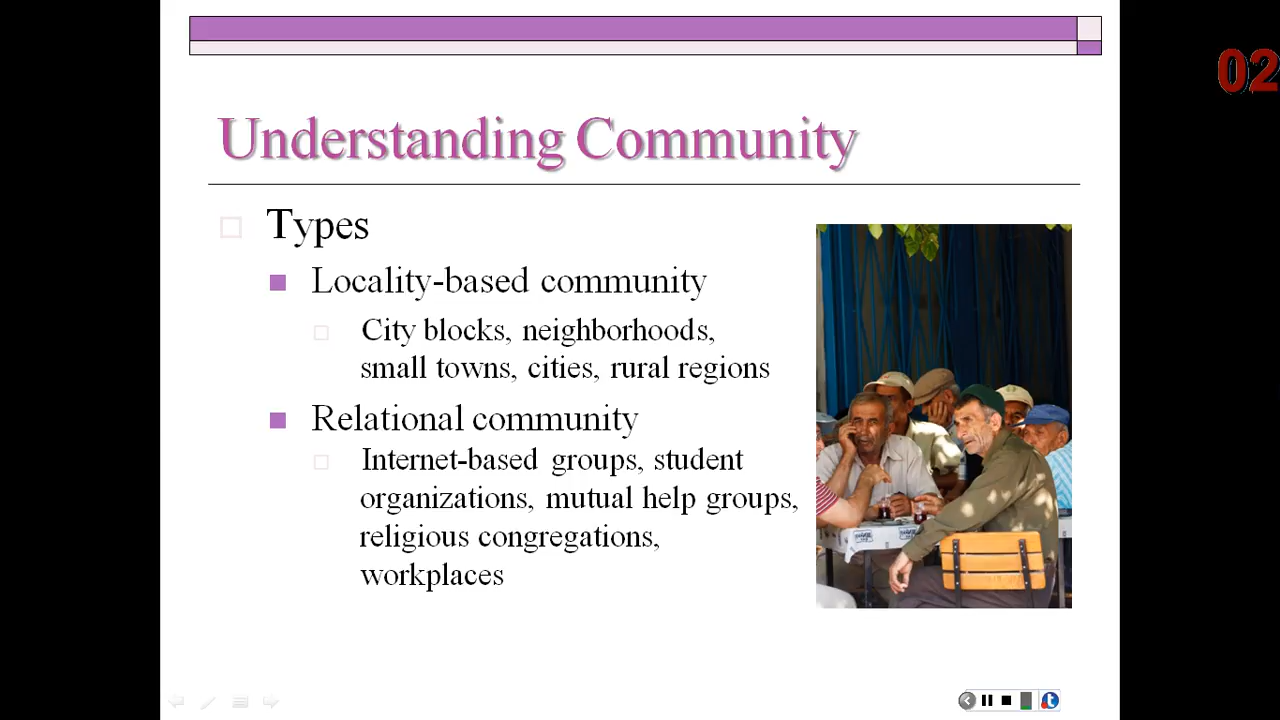 02
Understanding Community
Types
Locality-based community
City blocks, neighborhoods,
small towns, cities, rural regions
Relational community
Internet-based groups, student
organizations, mutual help groups,
religious congregations,
workplaces